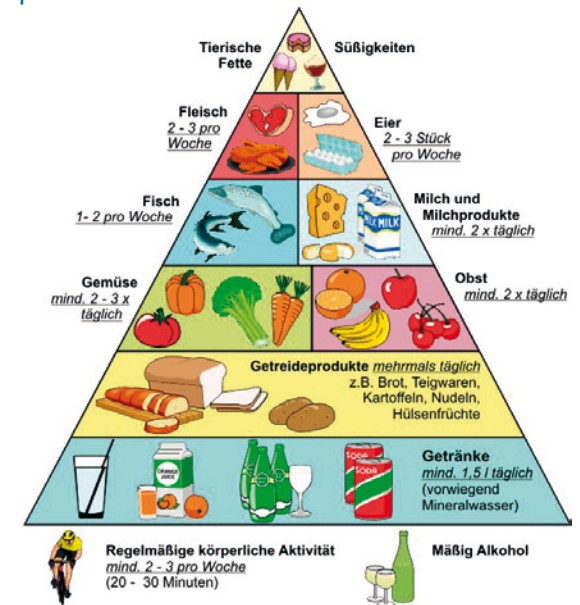 Tierische
Fette
Süßigkeiten
Fleisch
2 - 3 pro
Woche
Eier
2 - 3 Stück
pro Woche
Fisch
1- 2 pro Woche
Milch und
Milchprodukte
mind. 2 x täglich
MILK MILK
Gemüse
mind. 2 - 3 x
täglich
Obst
mind. 2 x täglich
Getreideprodukte mehrmals täglich
z.B. Brot, Teigwaren,
Kartoffeln, Nudeln,
Hülsenfrüchte
ORANGE
JUICE
SODA
SODA
Getränke
mind. 1,5 l täglich
(vorwiegend
Mineralwasser)
Regelmäßige körperliche Aktivität
mind. 2 - 3 pro Woche
(20 - 30 Minuten)
Mäßig Alkohol